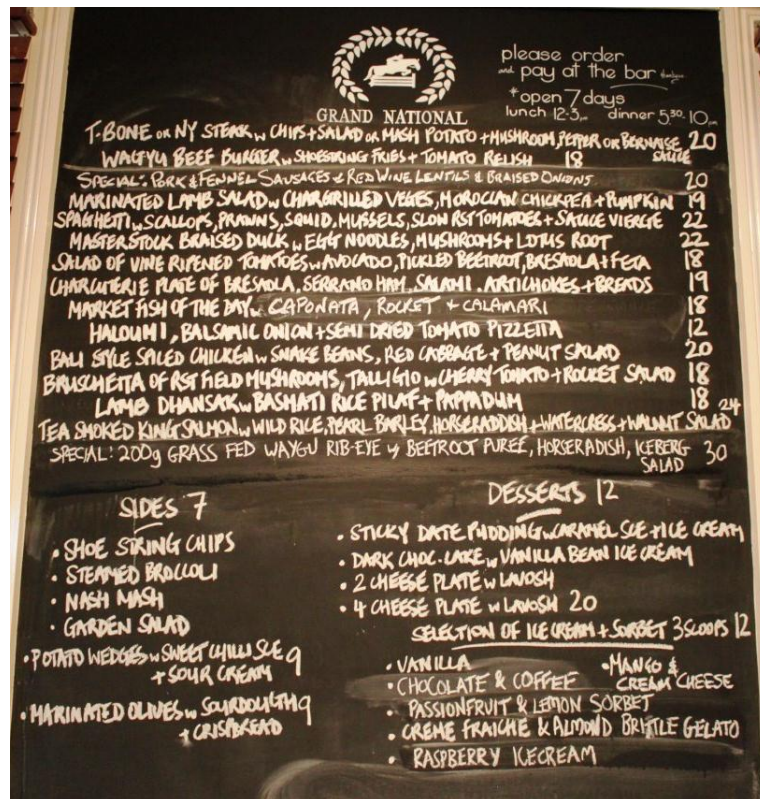 please order
and pay at the bar thankyou
* open 7 days
lunch 12-3pm dinner 5.30-10pm
GRAND NATIONAL
T-BONE OR NY STEAK w CHIPS + SALAD OR MASH POTATO + MUSHROOM, PEPPER OR BERNAISE SAUCE 20
WAGYU BEEF BURGER w SHOESTRING FRIES + TOMATO RELISH 18
SPECIAL: PORK & FENNEL SAUSAGES & RED WINE LENTILS & BRAISED ONIONS 20
MARINATED LAMB SALAD w CHARGRILLED VEGES, MOROCCAN CHICKPEA + PUMPKIN 19
SPAGHETTI w SCALLOPS, PRAWNS, SQUID, MUSSELS, SLOW RST TOMATOES + SAUCE VIERGE 22
MASTERSTOCK BRAISED DUCK w EGG NOODLES, MUSHROOMS + LOTUS ROOT 22
SALAD OF VINE RIPENED TOMATOES w AVOCADO, PICKLED BEETROOT, BRESAOLA + FETA 18
CHARCUTERIE PLATE OF BRESAOLA, SERRANO HAM, SALAMI, ARTICHOKES + BREADS 19
MARKET FISH OF THE DAY w CAPONATA, ROCKET + CALAMARI 18
HALOUMI, BALSAMIC ONION + SEMI DRIED TOMATO PIZZETTA 12
BALI STYLE SPICED CHICKEN w SNAKE BEANS, RED CABBAGE + PEANUT SALAD 20
BRUSCHETTA OF RST FIELD MUSHROOMS, TALLIGIO w CHERRY TOMATO + ROCKET SALAD 18
LAMB DHANSAK w BASMATI RICE PILAF + PAPPADUM 18
TEA SMOKED KING SALMON w WILD RICE, PEARL BARLEY, HORSERADDISH + WATERCRESS + WALNUT SALAD 24
SPECIAL: 200g GRASS FED WAYGU RIB-EYE w/ BEETROOT PUREE, HORSERADISH, ICEBERG SALAD 30
SIDES 7
• SHOE STRING CHIPS
• STEAMED BROCCOLI
• NASH MASH
• GARDEN SALAD
• POTATO WEDGES w SWEET CHILLI SCE + SOUR CREAM 9
• MARINATED OLIVES w SOURDOUGH + CRISPBREAD 9
DESSERTS 12
• STICKY DATE PUDDING w CARAMEL SCE + ICE CREAM
• DARK CHOC. CAKE w VANILLA BEAN ICE CREAM
• 2 CHEESE PLATE w LAVOSH
• 4 CHEESE PLATE w LAVOSH 20
SELECTION OF ICE CREAM + SORBET 3 SCOOPS 12
• VANILLA
• CHOCOLATE & COFFEE
• MANGO & CREAM CHEESE
• PASSIONFRUIT & LEMON SORBET
• CREME FRAICHE & ALMOND BRITTLE GELATO
• RASPBERRY ICECREAM